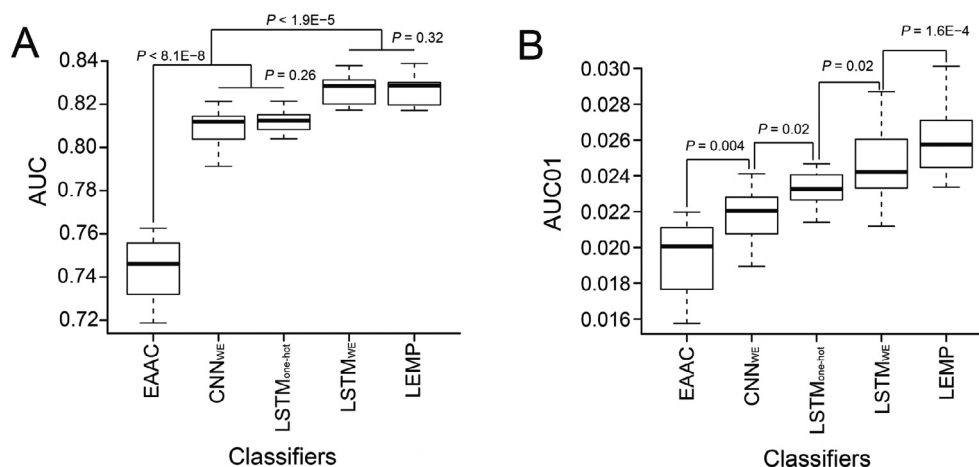 A
P < 1.9E−5
P < 8.1E−8
P = 0.32
P = 0.26
0.84
0.82
0.80
0.78
0.76
0.74
0.72
AUC
EAAC
CNNWE
LSTMone-hot
LSTMWE
LEMP
Classifiers
B
P = 1.6E−4
P = 0.02
P = 0.02
P = 0.004
0.030
0.028
0.026
0.024
0.022
0.020
0.018
0.016
AUC01
EAAC
CNNWE
LSTMone-hot
LSTMWE
LEMP
Classifiers